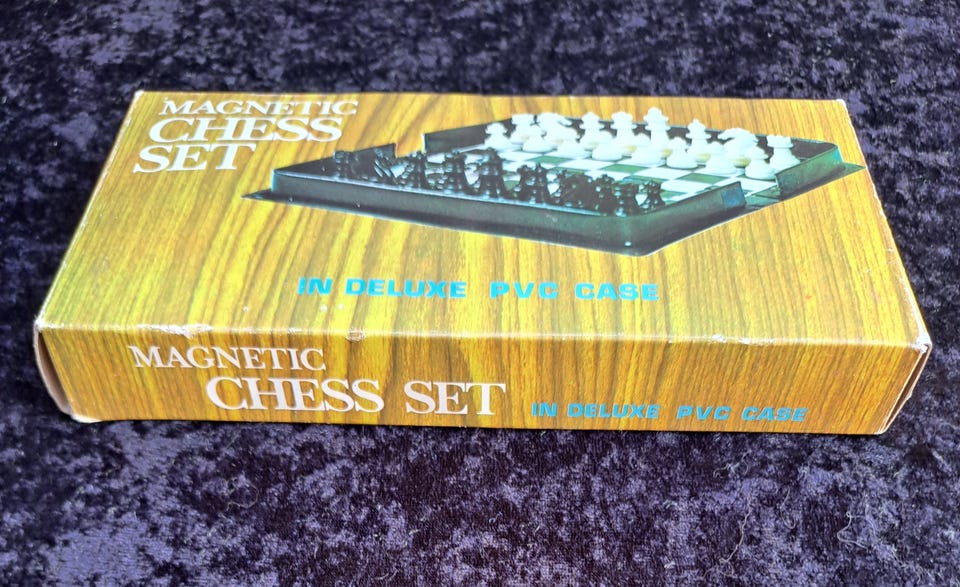 MAGNETIC
CHESS
SET
IN DELUXE PVC CASE
MAGNETIC
CHESS SET
IN DELUXE PVC CASE